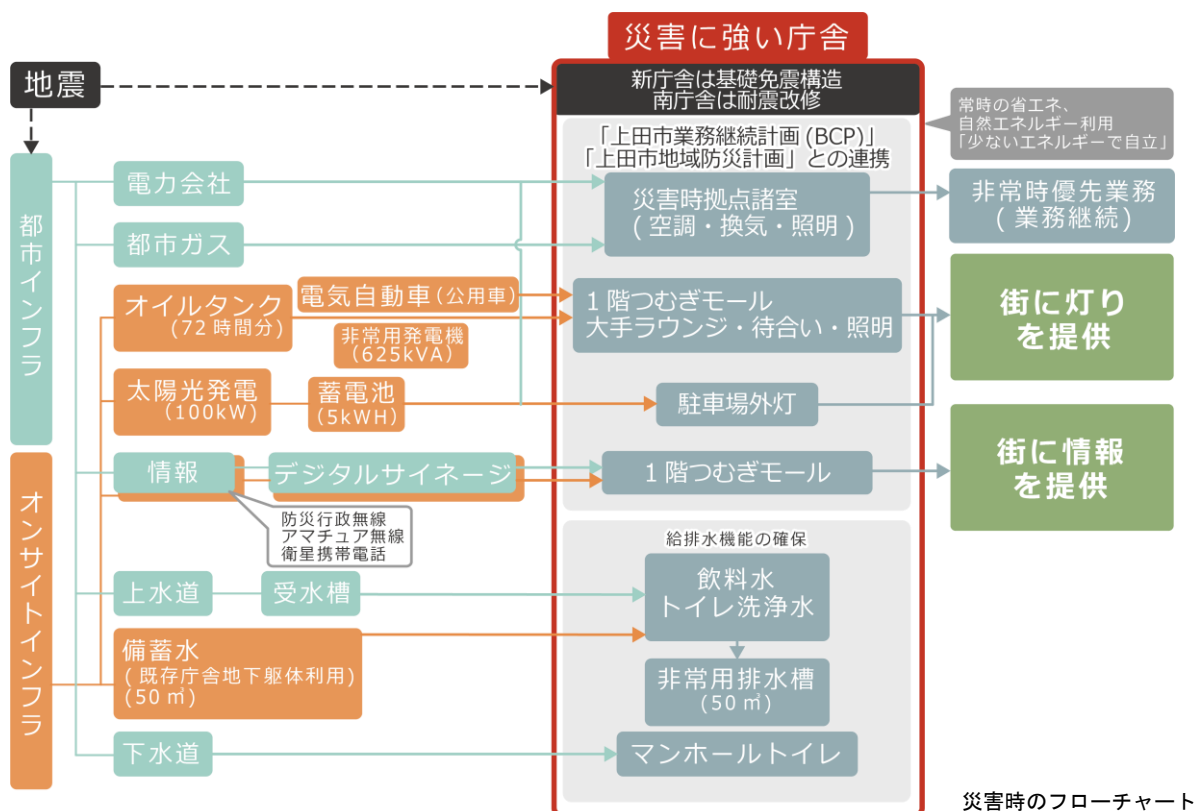 災害に強い庁舎
地震
新庁舎は基礎免震構造
南庁舎は耐震改修
常時の省エネ、
自然エネルギー利用
「少ないエネルギーで自立」
「上田市業務継続計画(BCP)」
「上田市地域防災計画」との連携
都市インフラ
電力会社
都市ガス
災害時拠点諸室
(空調・換気・照明)
非常時優先業務
(業務継続)
オイルタンク
(72時間分)
電気自動車(公用車)
非常用発電機
(625kVA)
1階つむぎモール
大手ラウンジ・待合い・照明
街に灯り
を提供
太陽光発電
(100kW)
蓄電池
(5kWH)
駐車場外灯
オンサイトインフラ
情報
デジタルサイネージ
1階つむぎモール
街に情報
を提供
防災行政無線
アマチュア無線
衛星携帯電話
給排水機能の確保
上水道
受水槽
飲料水
トイレ洗浄水
備蓄水
(既存庁舎地下躯体利用)
(50㎥)
非常用排水槽
(50㎥)
下水道
マンホールトイレ
災害時のフローチャート